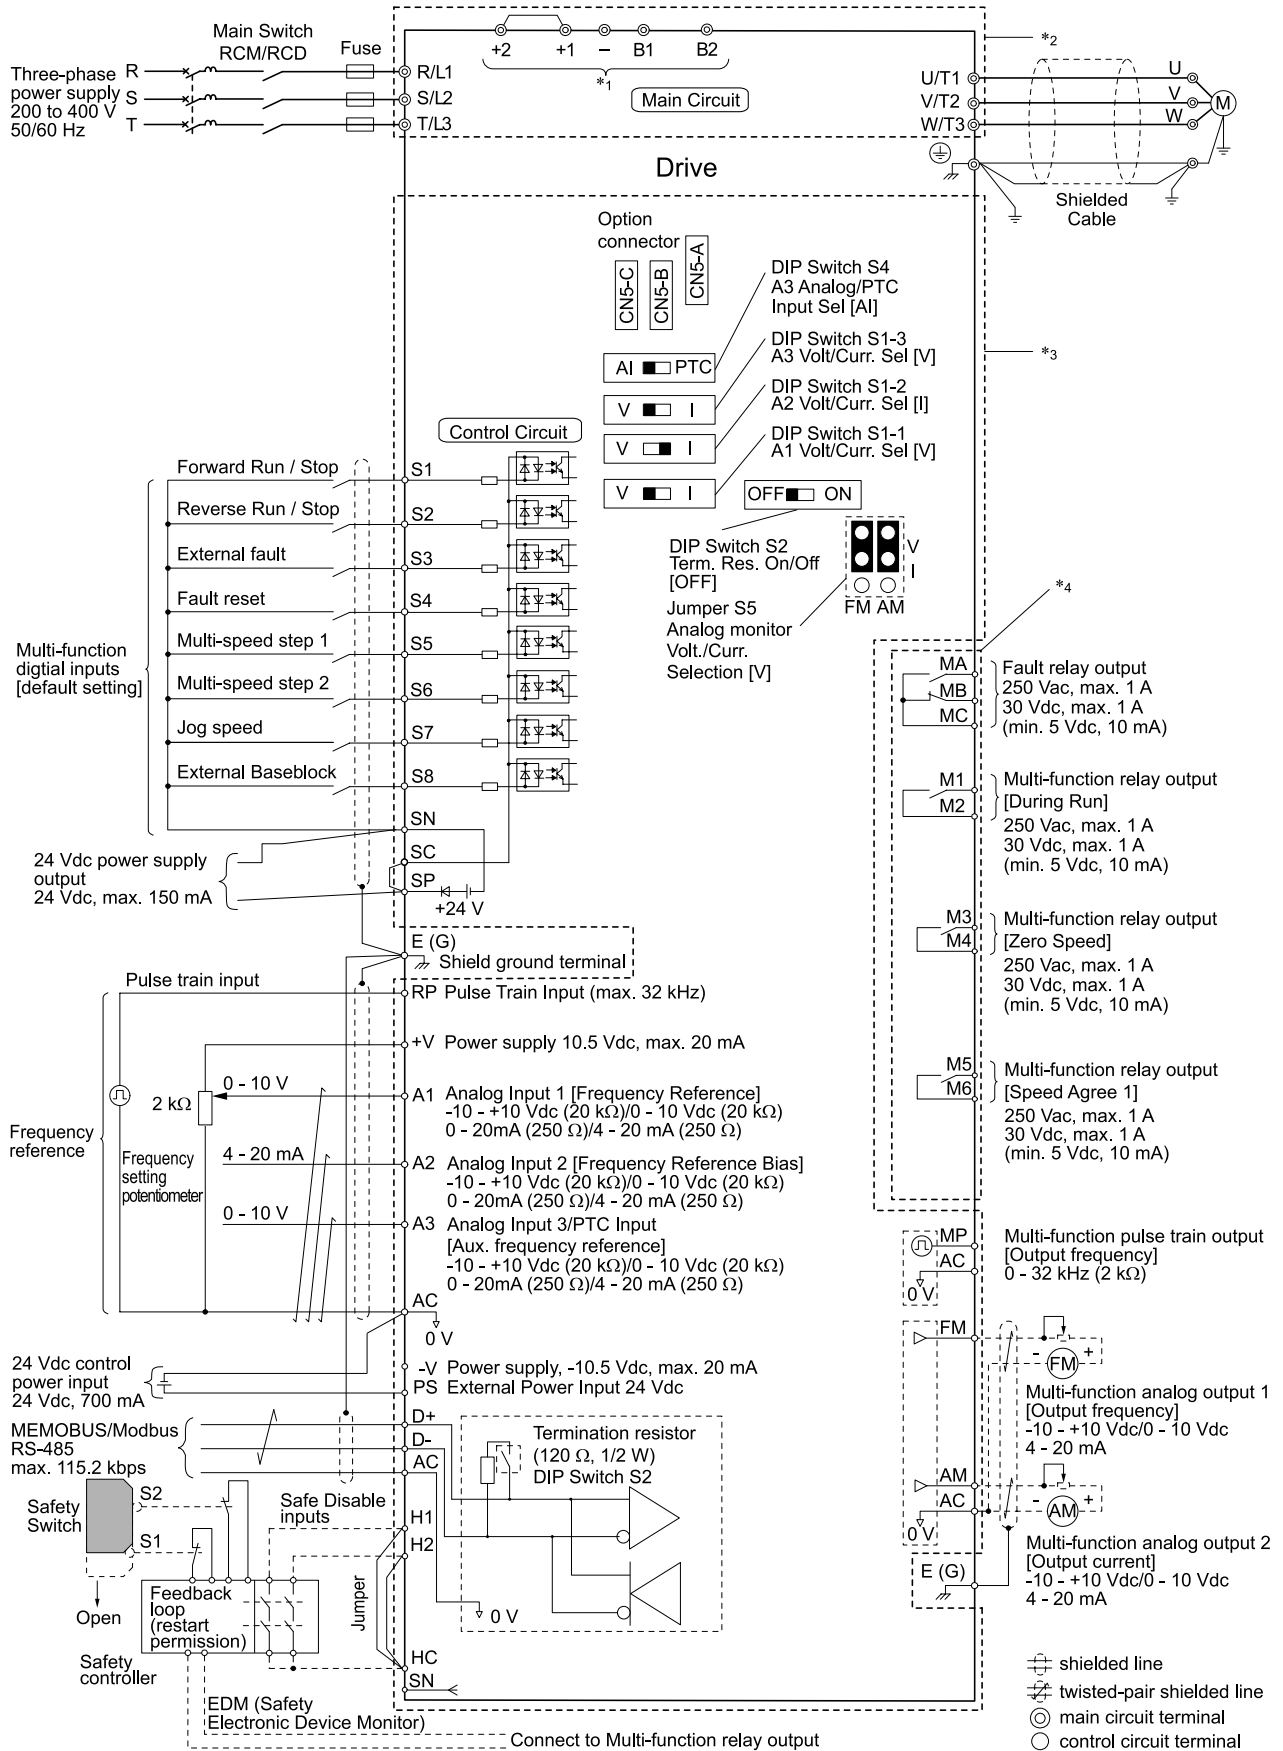 Main Switch
RCM/RCD
Fuse
Three-phase
power supply
200 to 400 V
50/60 Hz
R
S
T
R/L1
S/L2
T/L3
+2
+1
–
B1
B2
*1
Main Circuit
*2
U/T1
V/T2
W/T3
U
V
W
M
Drive
Shielded
Cable
Option
connector
CN5-C
CN5-B
CN5-A
DIP Switch S4
A3 Analog/PTC
Input Sel [AI]
DIP Switch S1-3
A3 Volt/Curr. Sel [V]
DIP Switch S1-2
A2 Volt/Curr. Sel [I]
DIP Switch S1-1
A1 Volt/Curr. Sel [V]
*3
AI PTC
V I
V I
V I
OFF ON
DIP Switch S2
Term. Res. On/Off
[OFF]
Jumper S5
Analog monitor
Volt./Curr.
Selection [V]
V
I
FM AM
*4
Control Circuit
Multi-function
digtial inputs
[default setting]
Forward Run / Stop
S1
Reverse Run / Stop
S2
External fault
S3
Fault reset
S4
Multi-speed step 1
S5
Multi-speed step 2
S6
Jog speed
S7
External Baseblock
S8
SN
SC
SP
+24 V
24 Vdc power supply
output
24 Vdc, max. 150 mA
E (G)
Shield ground terminal
MA
MB
MC
Fault relay output
250 Vac, max. 1 A
30 Vdc, max. 1 A
(min. 5 Vdc, 10 mA)
M1
M2
Multi-function relay output
[During Run]
250 Vac, max. 1 A
30 Vdc, max. 1 A
(min. 5 Vdc, 10 mA)
M3
M4
Multi-function relay output
[Zero Speed]
250 Vac, max. 1 A
30 Vdc, max. 1 A
(min. 5 Vdc, 10 mA)
M5
M6
Multi-function relay output
[Speed Agree 1]
250 Vac, max. 1 A
30 Vdc, max. 1 A
(min. 5 Vdc, 10 mA)
Pulse train input
RP Pulse Train Input (max. 32 kHz)
+V Power supply 10.5 Vdc, max. 20 mA
Frequency
reference
2 kΩ
Frequency
setting
potentiometer
0 - 10 V
A1 Analog Input 1 [Frequency Reference]
-10 - +10 Vdc (20 kΩ)/0 - 10 Vdc (20 kΩ)
0 - 20mA (250 Ω)/4 - 20 mA (250 Ω)
4 - 20 mA
A2 Analog Input 2 [Frequency Reference Bias]
-10 - +10 Vdc (20 kΩ)/0 - 10 Vdc (20 kΩ)
0 - 20mA (250 Ω)/4 - 20 mA (250 Ω)
0 - 10 V
A3 Analog Input 3/PTC Input
[Aux. frequency reference]
-10 - +10 Vdc (20 kΩ)/0 - 10 Vdc (20 kΩ)
0 - 20mA (250 Ω)/4 - 20 mA (250 Ω)
AC
0 V
MP
AC
0 V
Multi-function pulse train output
[Output frequency]
0 - 32 kHz (2 kΩ)
FM
- +
FM
Multi-function analog output 1
[Output frequency]
-10 - +10 Vdc/0 - 10 Vdc
4 - 20 mA
AM
AC
0 V
- +
AM
Multi-function analog output 2
[Output current]
-10 - +10 Vdc/0 - 10 Vdc
4 - 20 mA
E (G)
24 Vdc control
power input
24 Vdc, 700 mA
-V Power supply, -10.5 Vdc, max. 20 mA
PS External Power Input 24 Vdc
MEMOBUS/Modbus
RS-485
max. 115.2 kbps
D+
D-
AC
Termination resistor
(120 Ω, 1/2 W)
DIP Switch S2
0 V
Safety
Switch
S2
S1
Open
Safe Disable
inputs
H1
H2
Jumper
Feedback
loop
(restart
permission)
Safety
controller
HC
SN
EDM (Safety
Electronic Device Monitor)
Connect to Multi-function relay output
shielded line
twisted-pair shielded line
main circuit terminal
control circuit terminal